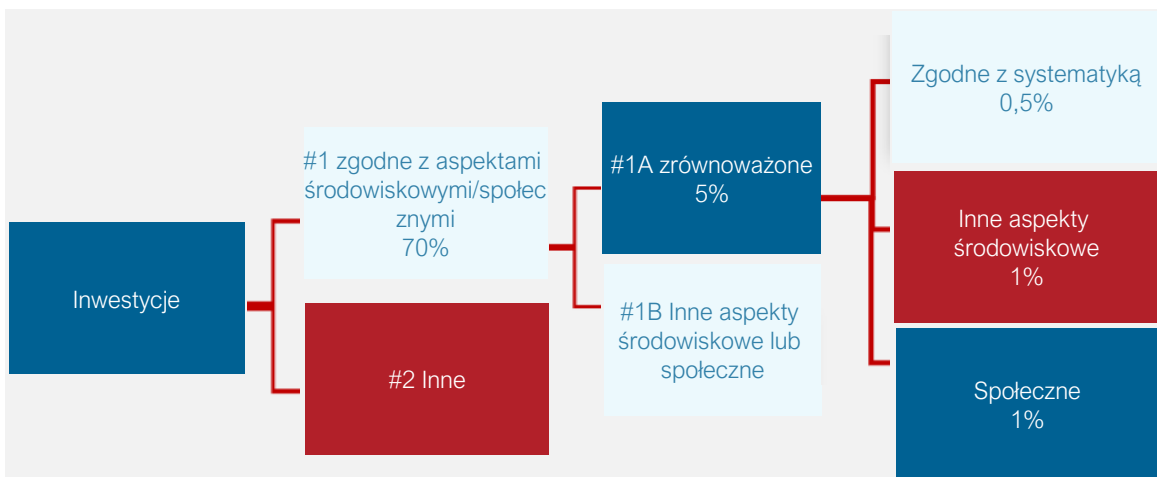 Inwestycje
#1 zgodne z aspektami
środowiskowymi/społec
znymi
70%
#2 Inne
#1A zrównoważone
5%
#1B Inne aspekty
środowiskowe lub
społeczne
Zgodne z systematyką
0,5%
Inne aspekty
środowiskowe
1%
Społeczne
1%